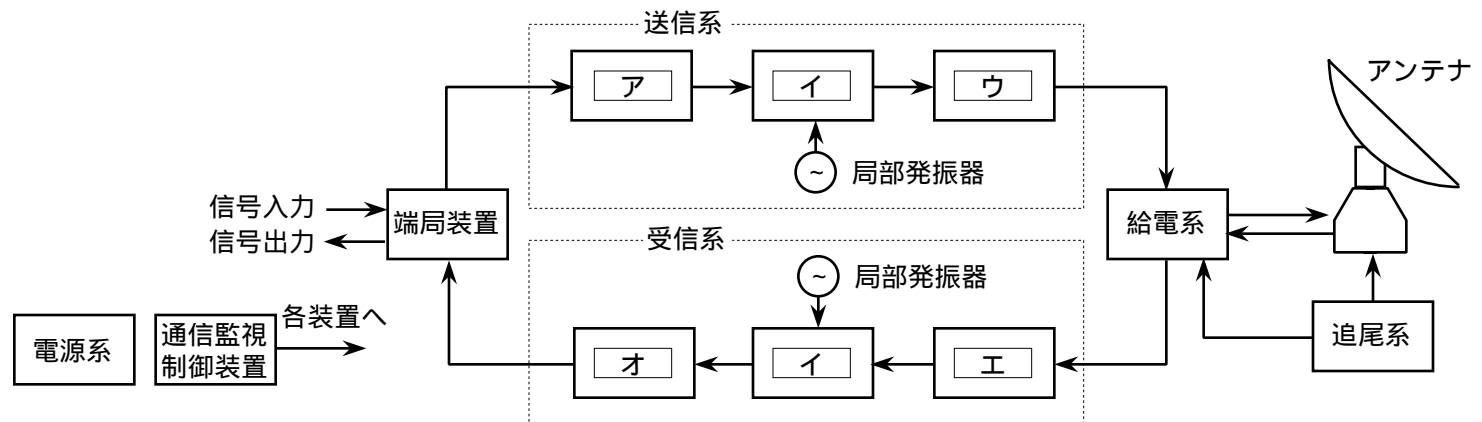 送信系
ア
イ
ウ
アンテナ
~
局部発振器
信号入力
信号出力
端局装置
給電系
受信系
~
局部発振器
各装置へ
電源系
通信監視
制御装置
オ
イ
エ
追尾系